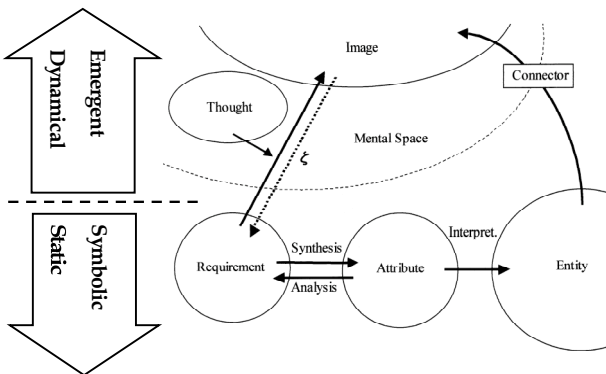 Emergent
Dynamical
Symbolic
Static
Image
Connector
Thought
Mental Space
ζ
Requirement
Synthesis
Analysis
Attribute
Interpret.
Entity